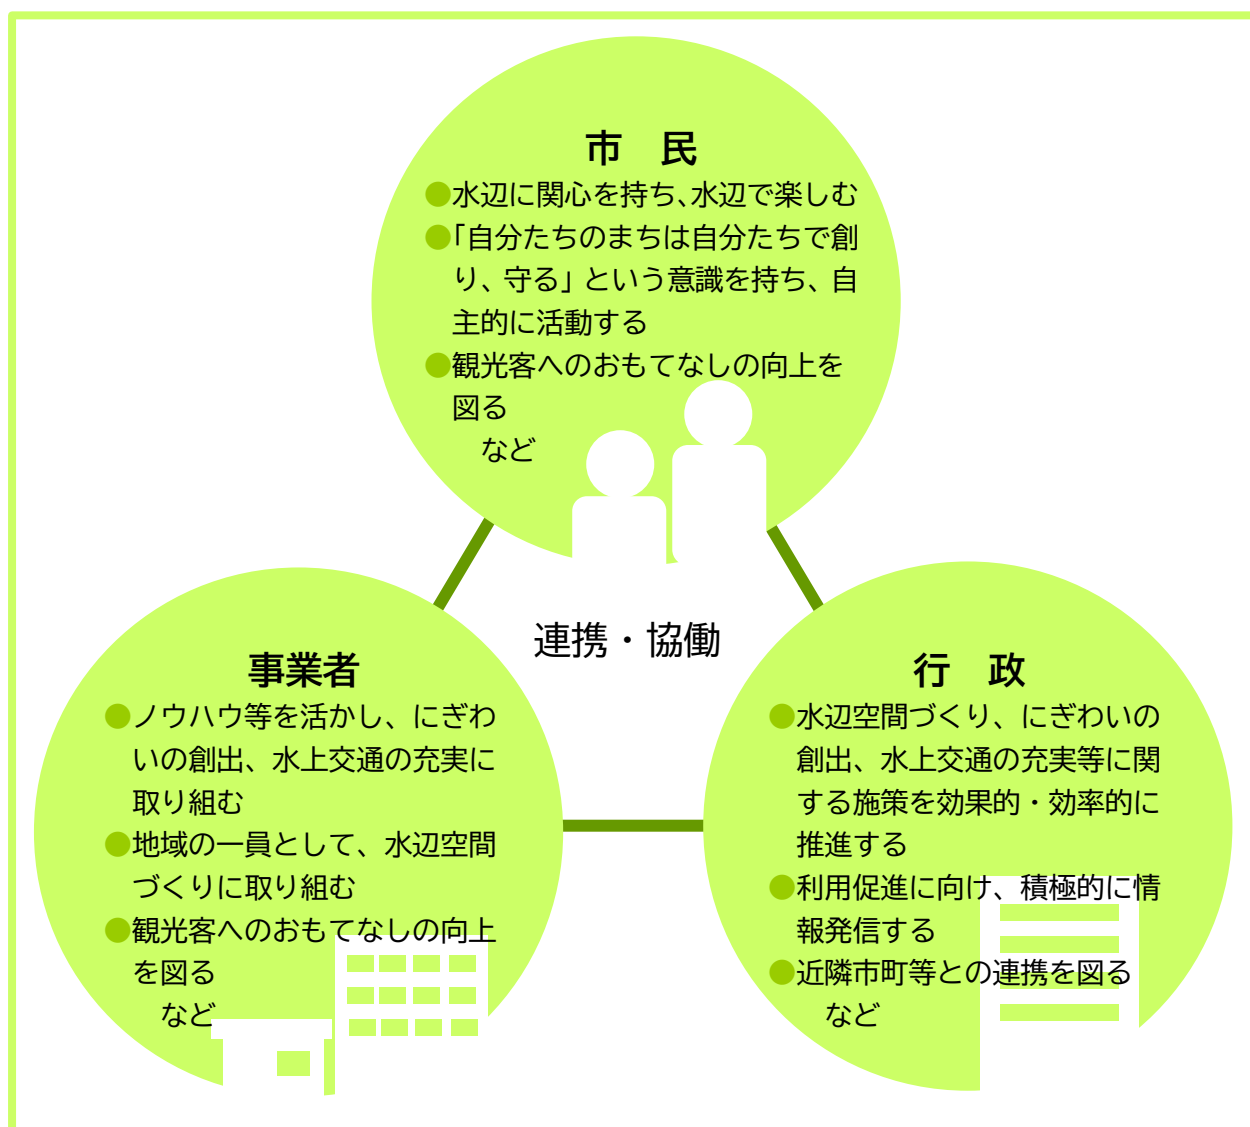 市　民
●水辺に関心を持ち、水辺で楽しむ
●「自分たちのまちは自分たちで創
り、守る」という意識を持ち、自
主的に活動する
●観光客へのおもてなしの向上を
図る
など
連携・協働
事業者
●ノウハウ等を活かし、にぎわ
いの創出、水上交通の充実に
取り組む
●地域の一員として、水辺空間
づくりに取り組む
●観光客へのおもてなしの向上
を図る
など
行　政
●水辺空間づくり、にぎわいの
創出、水上交通の充実等に関
する施策を効果的・効率的に
推進する
●利用促進に向け、積極的に情
報発信する
●近隣市町等との連携を図る
など